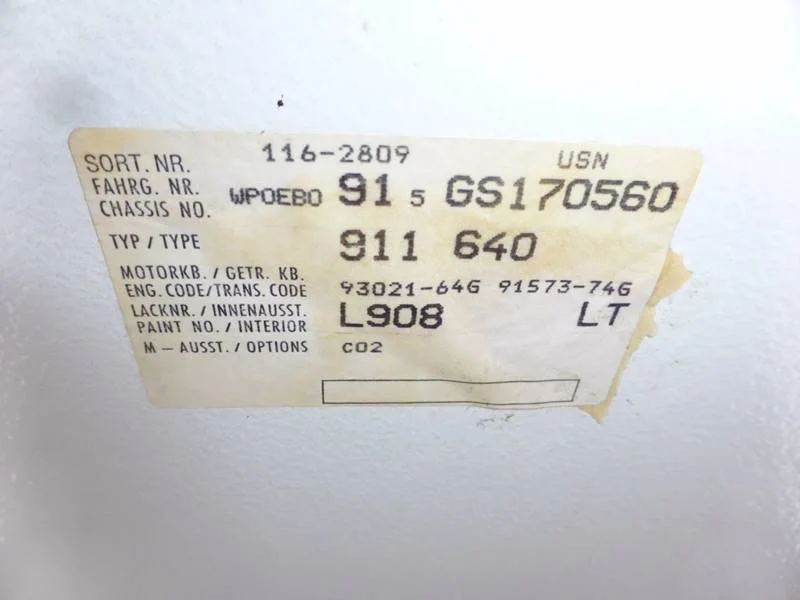 SORT. NR. 116-2809 USN
FAHRG. NR.
CHASSIS NO. WPOEBO 91 5 GS170560
TYP / TYPE 911 640
MOTORKB. / GETR. KB.
ENG. CODE/TRANS. CODE 93021-64G 91573-74G
LACKNR. / INNENAUSST.
PAINT NO. / INTERIOR L908 LT
M - AUSST. / OPTIONS C02